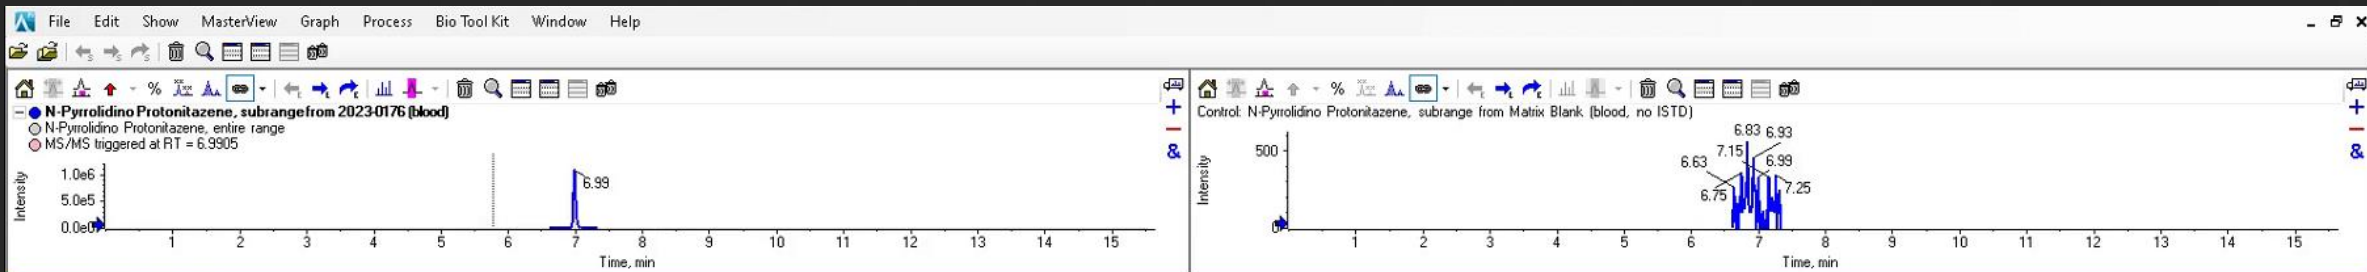 File Edit Show MasterView Graph Process Bio Tool Kit Window Help
%
N-Pyrrolidino Protonitazene, subrange from 2023-0176 (blood)
N-Pyrrolidino Protonitazene, entire range
MS/MS triggered at RT = 6.9905
Intensity
1.0e6
5.0e5
0.0e0
6.99
1 2 3 4 5 6 7 8 9 10 11 12 13 14 15
Time, min
&
%
Control: N-Pyrrolidino Protonitazene, subrange from Matrix Blank (blood, no ISTD)
Intensity
500
0
6.83 6.93
7.15
6.63 6.99
6.75 7.25
1 2 3 4 5 6 7 8 9 10 11 12 13 14 15
Time, min
&